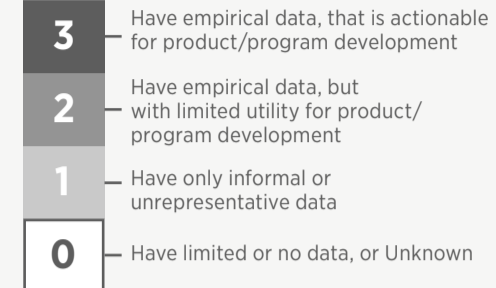 3
Have empirical data, that is actionable
for product/program development
2
Have empirical data, but
with limited utility for product/
program development
1
Have only informal or
unrepresentative data
0
Have limited or no data, or Unknown